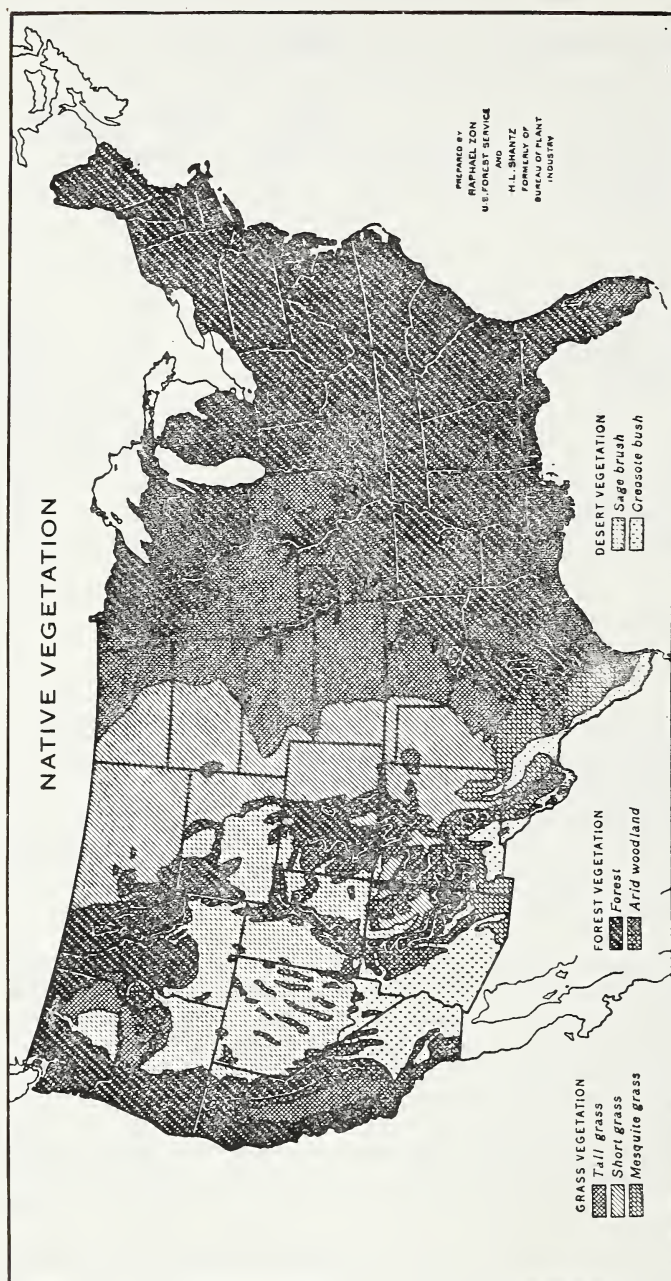 NATIVE VEGETATION
PREPARED BY
RAPHAEL ZON
U.S. FOREST SERVICE
AND
H.L. SHANTZ
FORMERLY OF
BUREAU OF PLANT
INDUSTRY
GRASS VEGETATION
Tall grass
Short grass
Mesquite grass
FOREST VEGETATION
Forest
Arid woodland
DESERT VEGETATION
Sage brush
Creosote bush